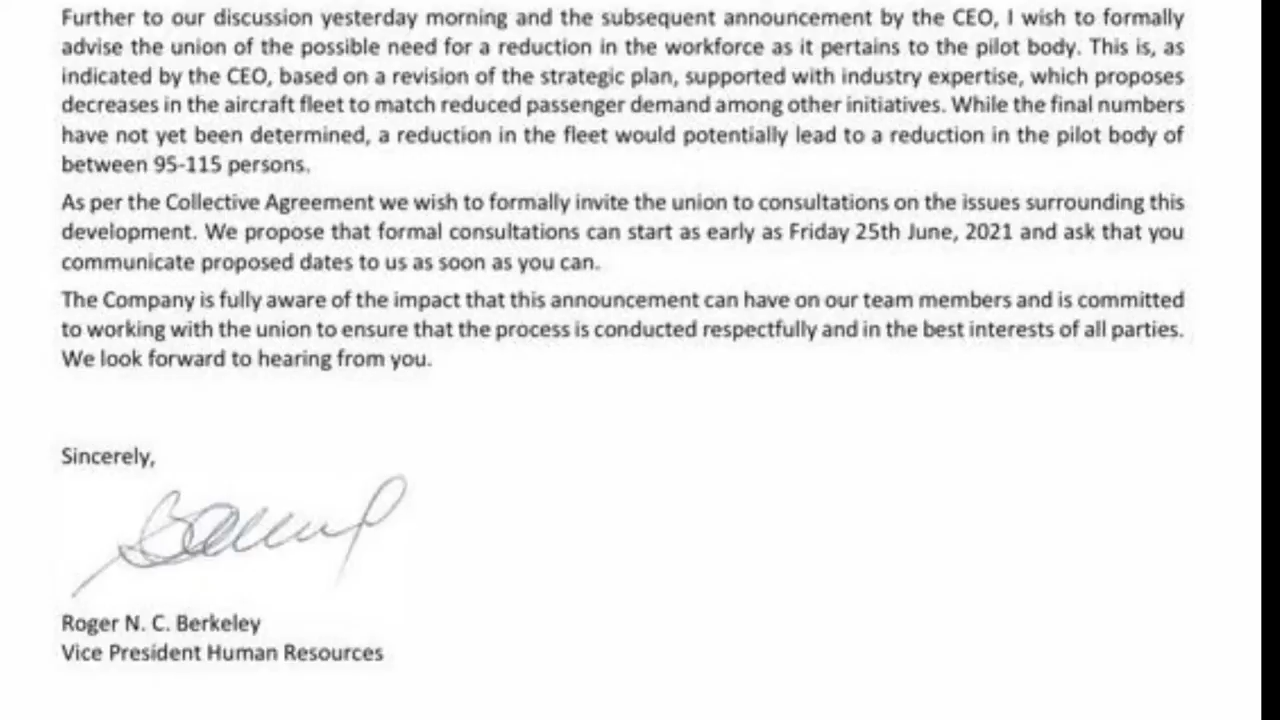 Further to our discussion yesterday morning and the subsequent announcement by the CEO, I wish to formally
advise the union of the possible need for a reduction in the workforce as it pertains to the pilot body. This is, as
indicated by the CEO, based on a revision of the strategic plan, supported with industry expertise, which proposes
decreases in the aircraft fleet to match reduced passenger demand among other initiatives. While the final numbers
have not yet been determined, a reduction in the fleet would potentially lead to a reduction in the pilot body of
between 95-115 persons.
As per the Collective Agreement we wish to formally invite the union to consultations on the issues surrounding this
development. We propose that formal consultations can start as early as Friday 25th June, 2021 and ask that you
communicate proposed dates to us as soon as you can.
The Company is fully aware of the impact that this announcement can have on our team members and is committed
to working with the union to ensure that the process is conducted respectfully and in the best interests of all parties.
We look forward to hearing from you.
Sincerely,
Roger N. C. Berkeley
Vice President Human Resources